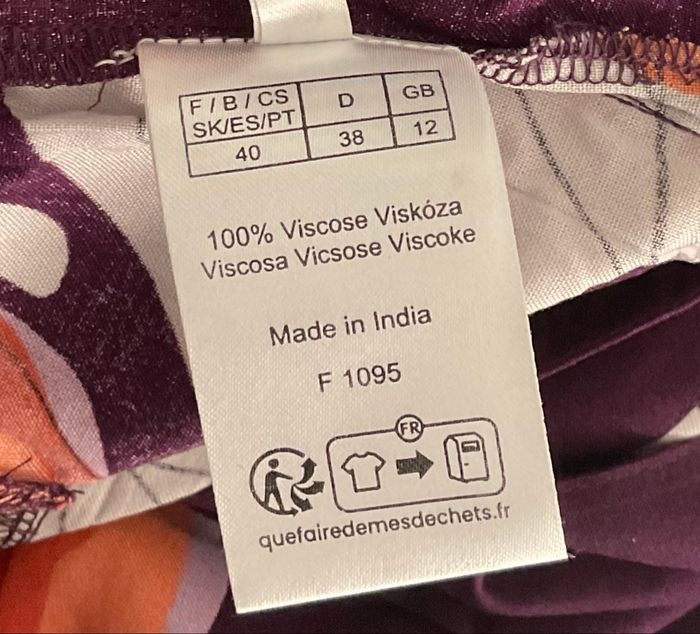 F / B / CS D GB
SK/ES/PT
40 38 12
100% Viscose Viskóza
Viscosa Vicsose Viscoke
Made in India
F 1095
FR
quefairedemesdechets.fr